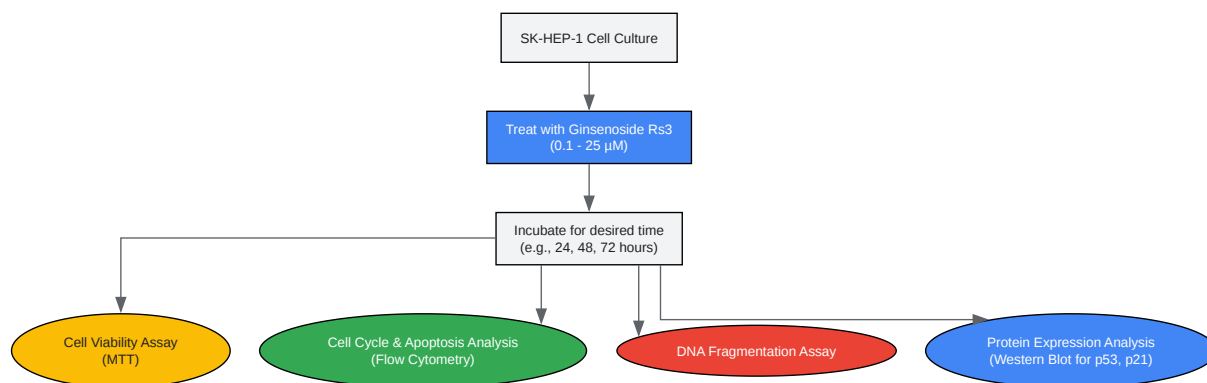 SK-HEP-1 Cell Culture
Treat with Ginsenoside Rs3
(0.1 - 25 µM)
Incubate for desired time
(e.g., 24, 48, 72 hours)
Cell Viability Assay
(MTT)
Cell Cycle & Apoptosis Analysis
(Flow Cytometry)
DNA Fragmentation Assay
Protein Expression Analysis
(Western Blot for p53, p21)